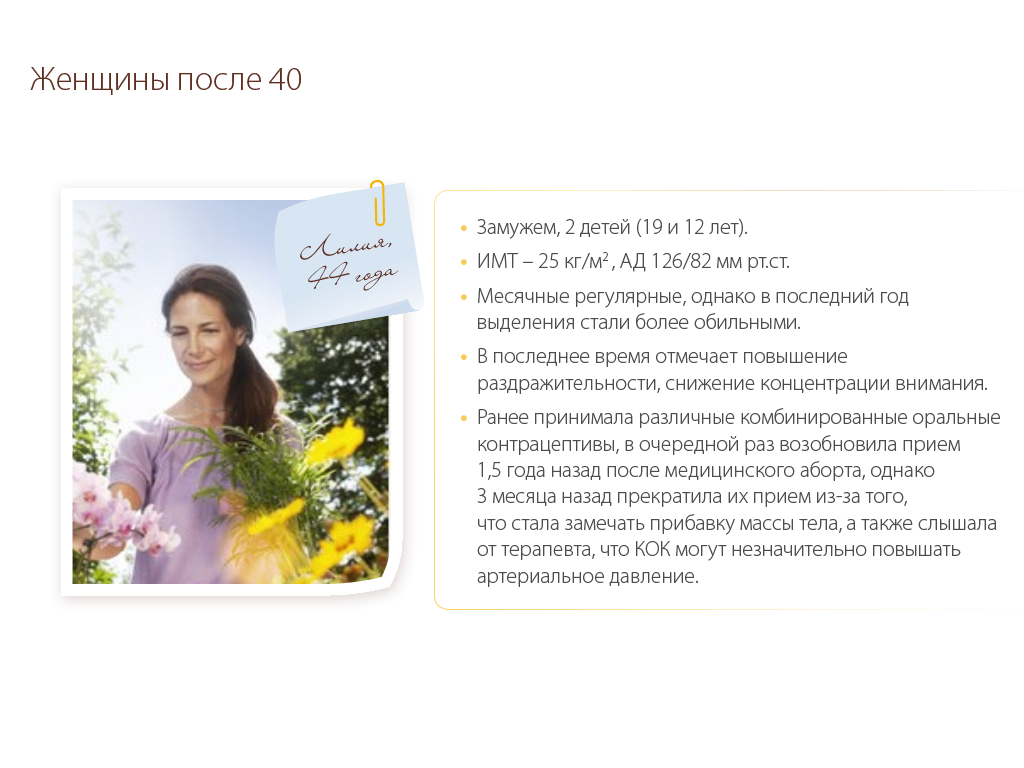 Женщины после 40
Лилия,
44 года
• Замужем, 2 детей (19 и 12 лет).
• ИМТ – 25 кг/м², АД 126/82 мм рт.ст.
• Месячные регулярные, однако в последний год
выделения стали более обильными.
• В последнее время отмечает повышение
раздражительности, снижение концентрации внимания.
• Ранее принимала различные комбинированные оральные
контрацептивы, в очередной раз возобновила прием
1,5 года назад после медицинского аборта, однако
3 месяца назад прекратила их прием из-за того,
что стала замечать прибавку массы тела, а также слышала
от терапевта, что КОК могут незначительно повышать
артериальное давление.